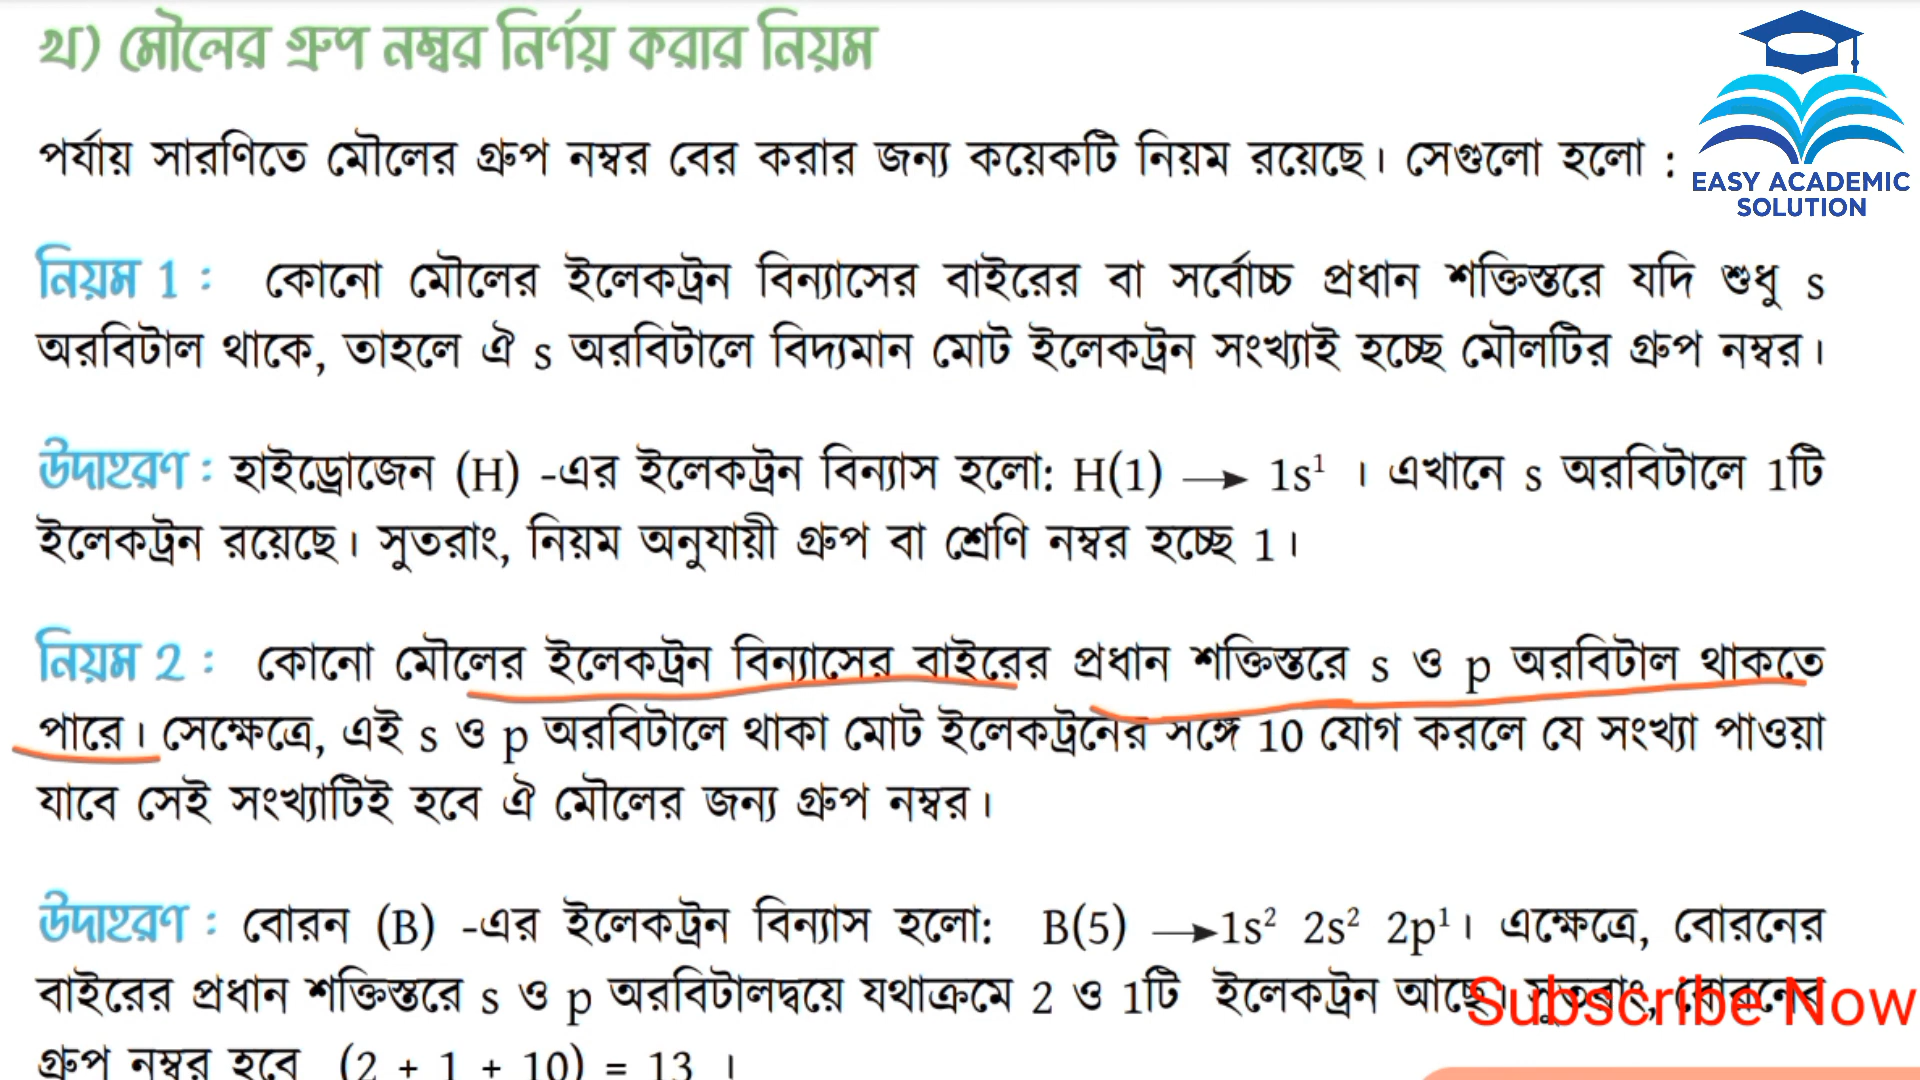 খ) মৌলের গ্রুপ নম্বর নির্ণয় করার নিয়ম
পর্যায় সারণিতে মৌলের গ্রুপ নম্বর বের করার জন্য কয়েকটি নিয়ম রয়েছে। সেগুলো হলো :
EASY ACADEMIC
SOLUTION
নিয়ম 1 : কোনো মৌলের ইলেকট্রন বিন্যাসের বাইরের বা সর্বোচ্চ প্রধান শক্তিস্তরে যদি শুধু s
অরবিটাল থাকে, তাহলে ঐ s অরবিটালে বিদ্যমান মোট ইলেকট্রন সংখ্যাই হচ্ছে মৌলটির গ্রুপ নম্বর।
উদাহরণ : হাইড্রোজেন (H) -এর ইলেকট্রন বিন্যাস হলো: H(1) → 1s¹ । এখানে s অরবিটালে 1টি
ইলেকট্রন রয়েছে। সুতরাং, নিয়ম অনুযায়ী গ্রুপ বা শ্রেণি নম্বর হচ্ছে 1।
নিয়ম 2 : কোনো মৌলের ইলেকট্রন বিন্যাসের বাইরের প্রধান শক্তিস্তরে s ও p অরবিটাল থাকতে
পারে। সেক্ষেত্রে, এই s ও p অরবিটালে থাকা মোট ইলেকট্রনের সঙ্গে 10 যোগ করলে যে সংখ্যা পাওয়া
যাবে সেই সংখ্যাটিই হবে ঐ মৌলের জন্য গ্রুপ নম্বর।
উদাহরণ : বোরন (B) -এর ইলেকট্রন বিন্যাস হলো: B(5) →1s² 2s² 2p¹। এক্ষেত্রে, বোরনের
বাইরের প্রধান শক্তিস্তরে s ও p অরবিটালদ্বয়ে যথাক্রমে 2 ও 1টি ইলেকট্রন আছে। সুতরাং, বোরনের
Subscribe Now
গ্রুপ নম্বর হবে (2 + 1 + 10) = 13 ।